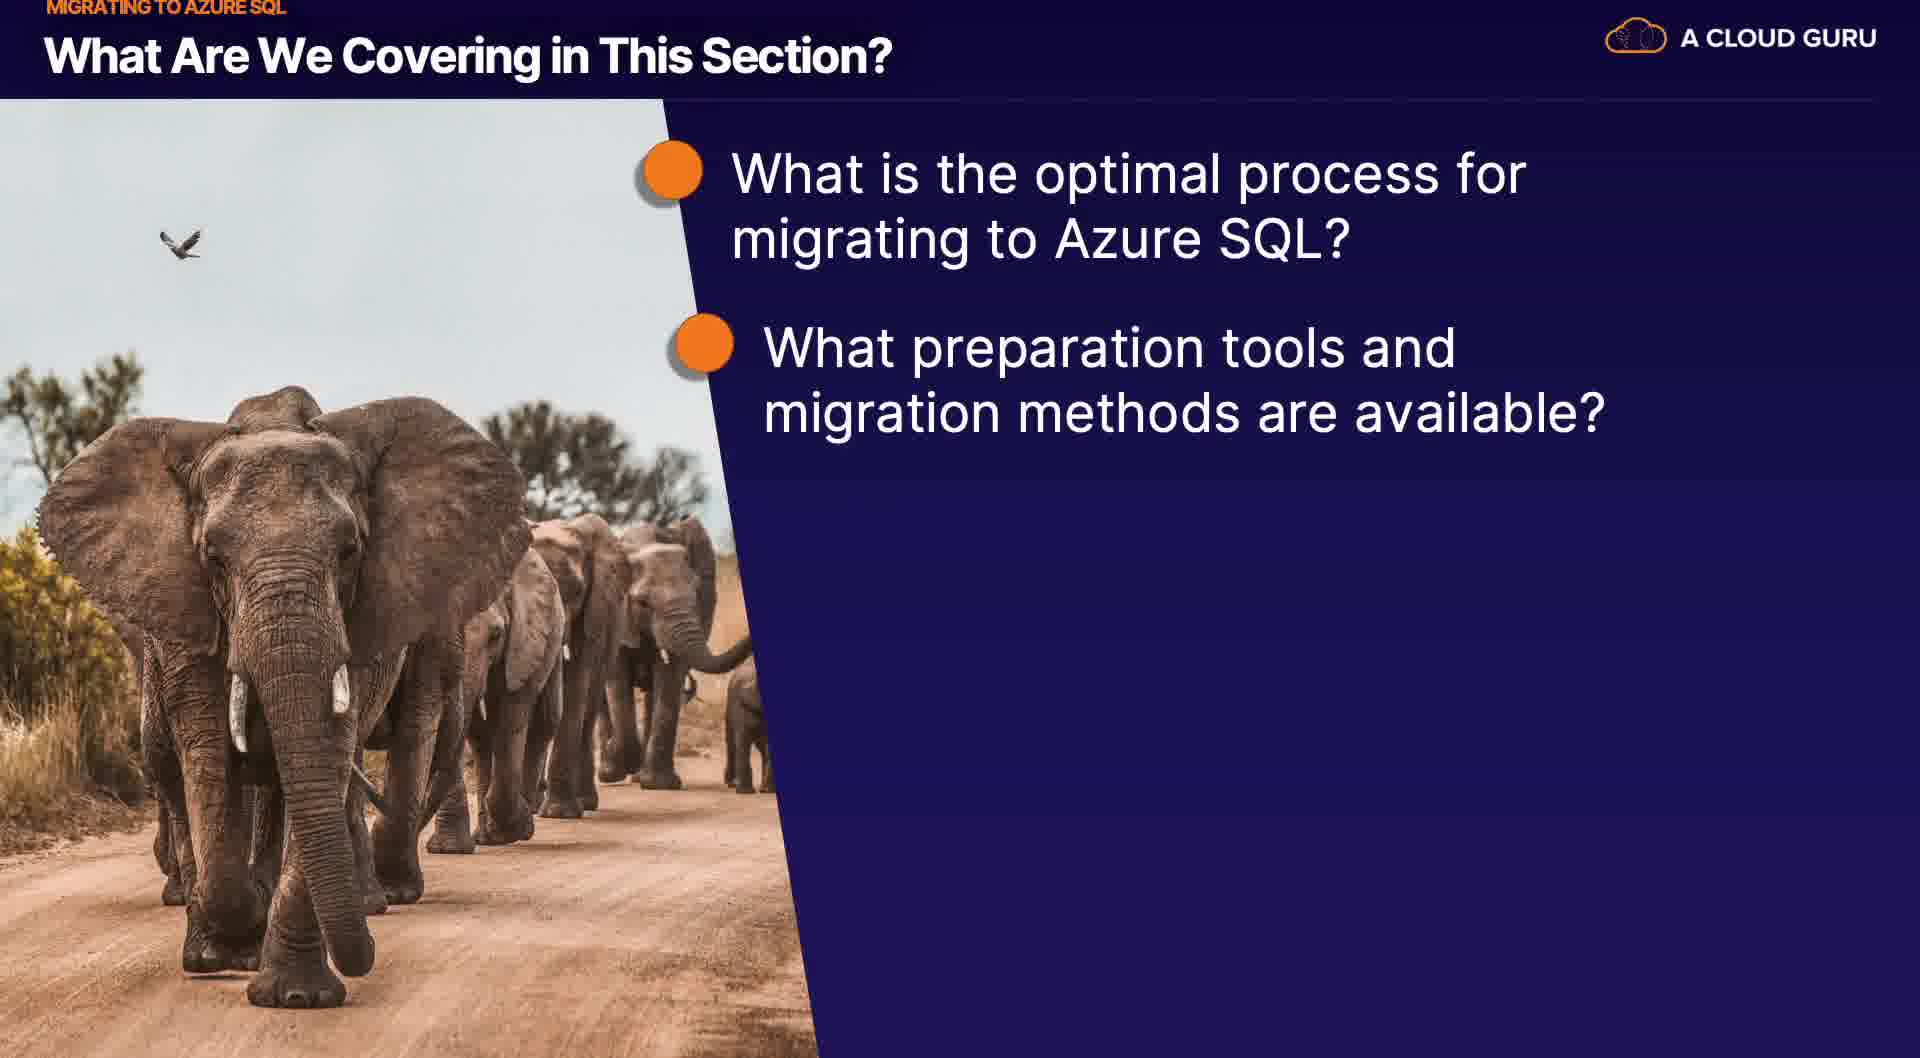 MIGRATING TO AZURE SQL
What Are We Covering in This Section?
A CLOUD GURU
What is the optimal process for
migrating to Azure SQL?
What preparation tools and
migration methods are available?